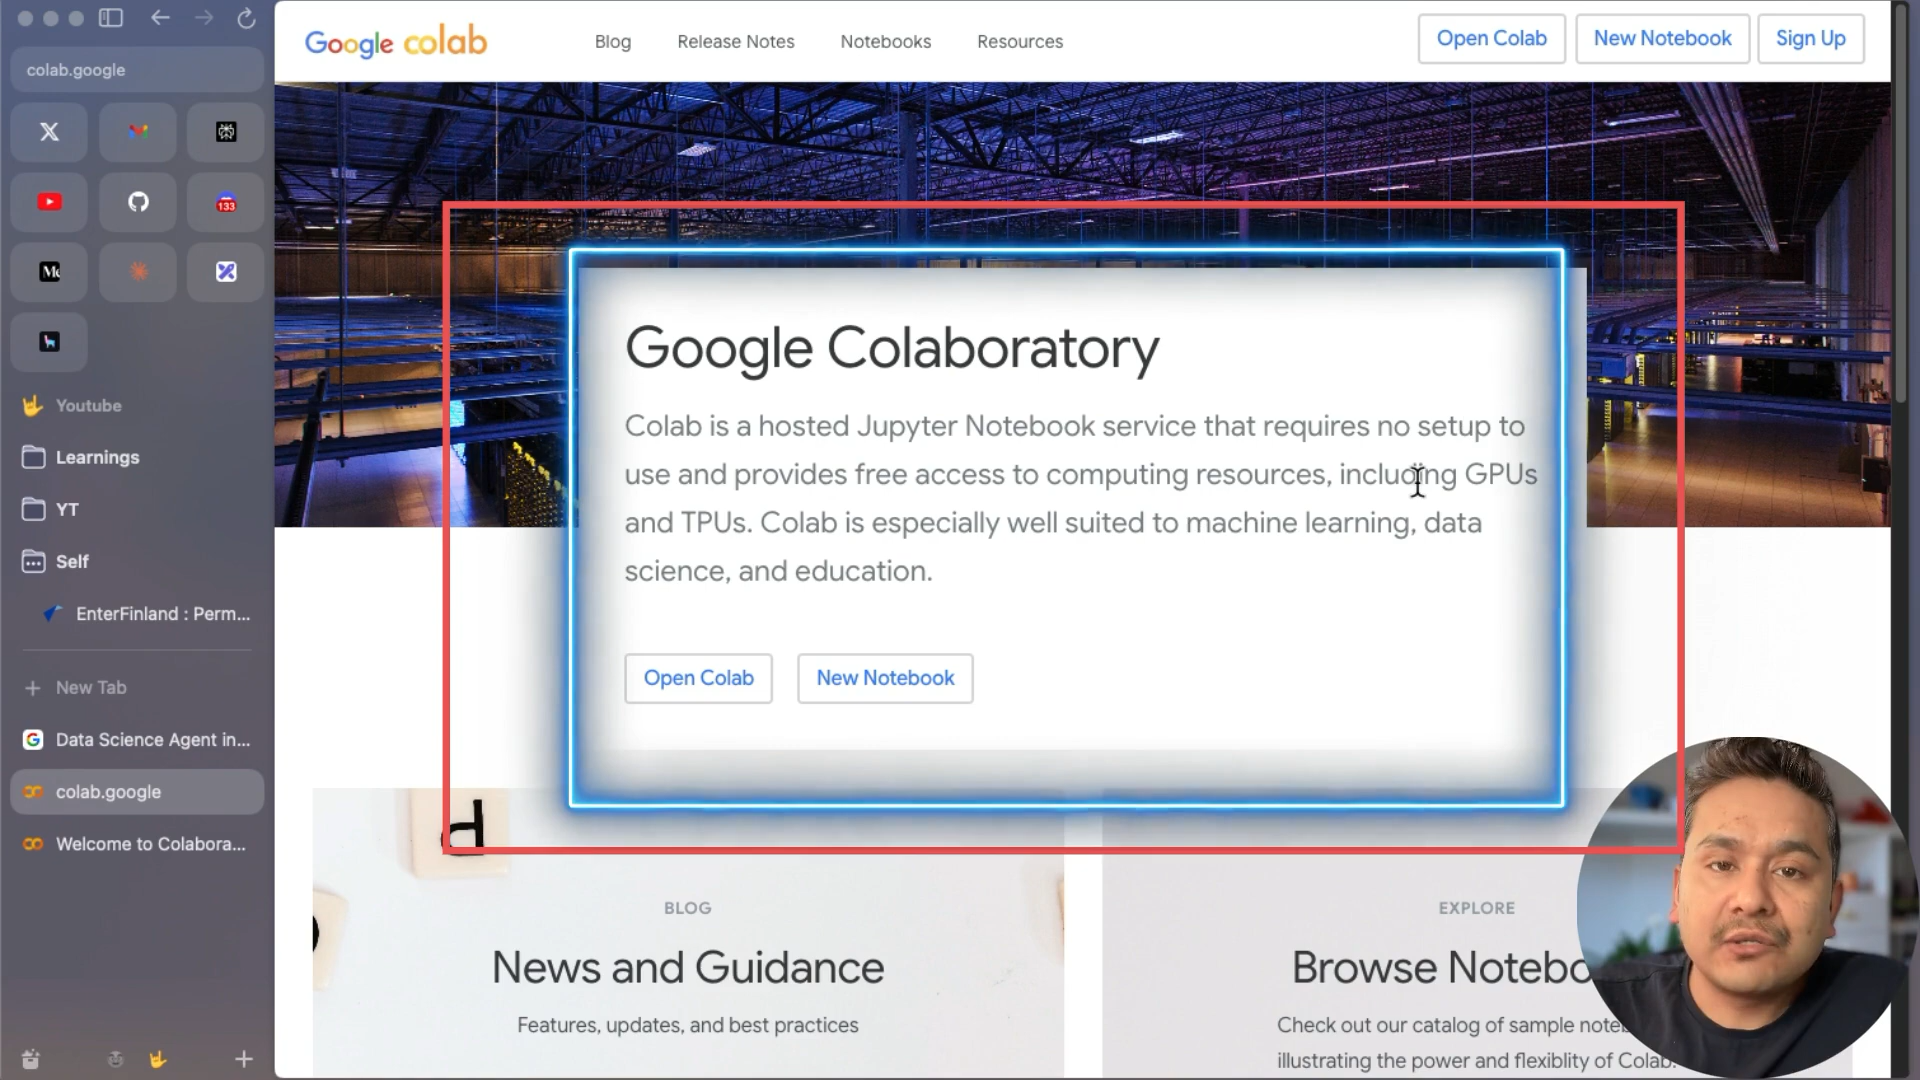 colab.google
133
Youtube
Learnings
YT
Self
EnterFinland : Perm...
New Tab
Data Science Agent in...
colab.google
Welcome to Colabora...
Google colab
Blog
Release Notes
Notebooks
Resources
Open Colab
New Notebook
Sign Up
Google Colaboratory
Colab is a hosted Jupyter Notebook service that requires no setup to
use and provides free access to computing resources, including GPUs
and TPUs. Colab is especially well suited to machine learning, data
science, and education.
Open Colab
New Notebook
d
BLOG
News and Guidance
Features, updates, and best practices
EXPLORE
Browse
Check out our catalog of sample
illustrating the power and flexiblity of Colab.